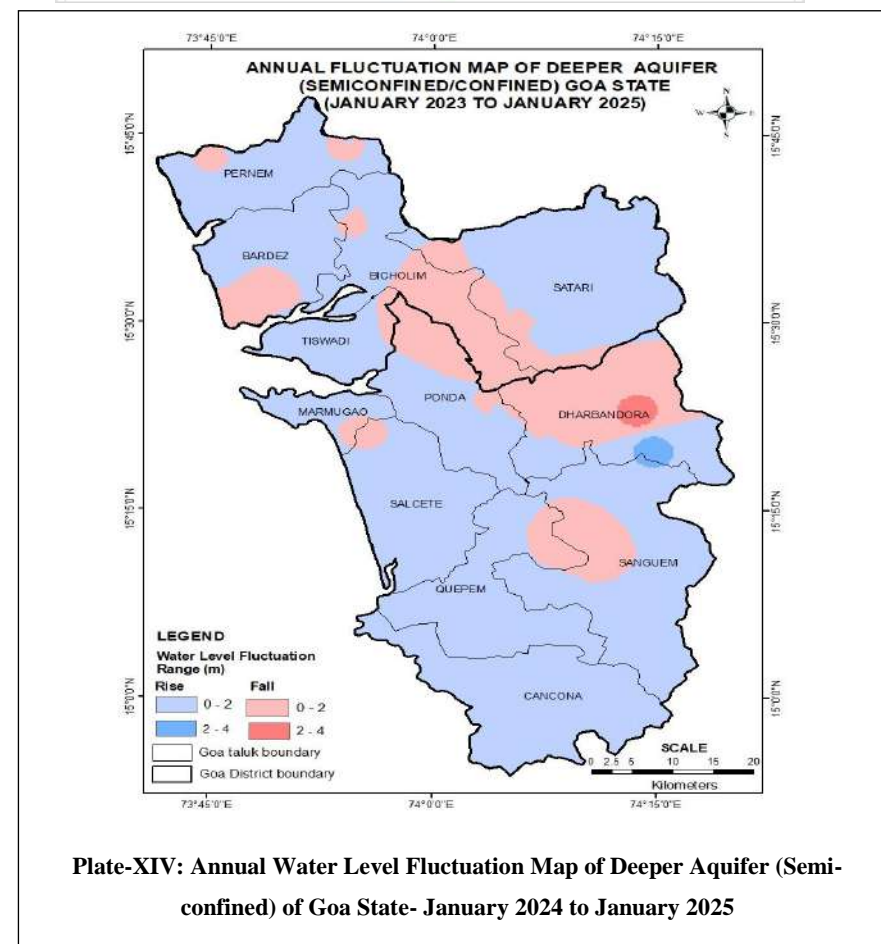 73°45'0"E 74°0'0"E 74°15'0"E
ANNUAL FLUCTUATION MAP OF DEEPER AQUIFER
(SEMICONFINED/CONFINED) GOA STATE
(JANUARY 2023 TO JANUARY 2025)
N
W E
S
15°45'0"N 15°45'0"N
PERNEM
BARDEZ
BICHOLIM
SATARI
15°30'0"N 15°30'0"N
TISWADI
PONDA
MARMUGAO
DHARBANDORA
15°15'0"N 15°15'0"N
SALCETE
SANGUEM
QUEPEM
LEGEND
Water Level Fluctuation
Range (m)
Rise Fall
0 - 2 0 - 2
2 - 4 2 - 4
Goa taluk boundary
Goa District boundary
15°0'0"N 15°0'0"N
CANCONA
SCALE
0 2.5 5 10 15 20
Kilometers
73°45'0"E 74°0'0"E 74°15'0"E
Plate-XIV: Annual Water Level Fluctuation Map of Deeper Aquifer (Semi-
confined) of Goa State- January 2024 to January 2025